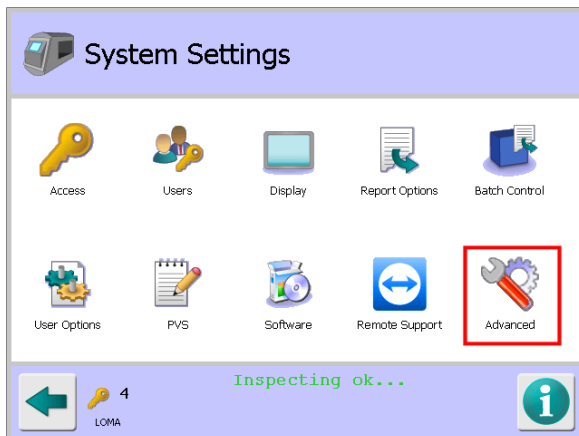 System Settings
Access
Users
Display
Report Options
Batch Control
User Options
PVS
Software
Remote Support
Advanced
Inspecting ok...
4
LOMA
i